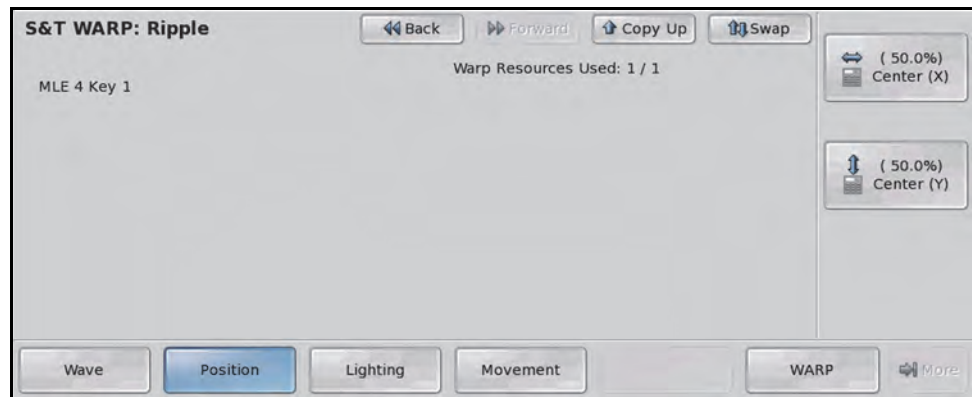 S&T WARP: Ripple
Back
Forward
Copy Up
Swap
Warp Resources Used: 1 / 1
MLE 4 Key 1
( 50.0%)
Center (X)
( 50.0%)
Center (Y)
Wave
Position
Lighting
Movement
WARP
More